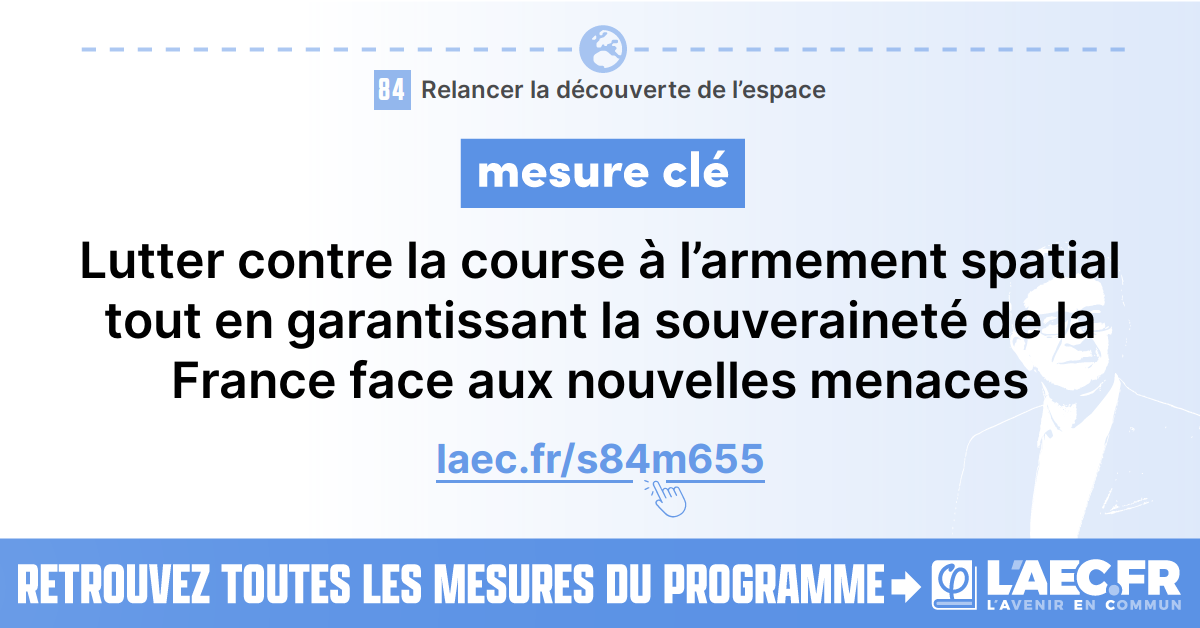 84 Relancer la découverte de l’espace
mesure clé
Lutter contre la course à l’armement spatial
tout en garantissant la souveraineté de la
France face aux nouvelles menaces
laec.fr/s84m655
RETROUVEZ TOUTES LES MESURES DU PROGRAMME
φ L'AEC.FR
L'AVENIR EN COMMUN